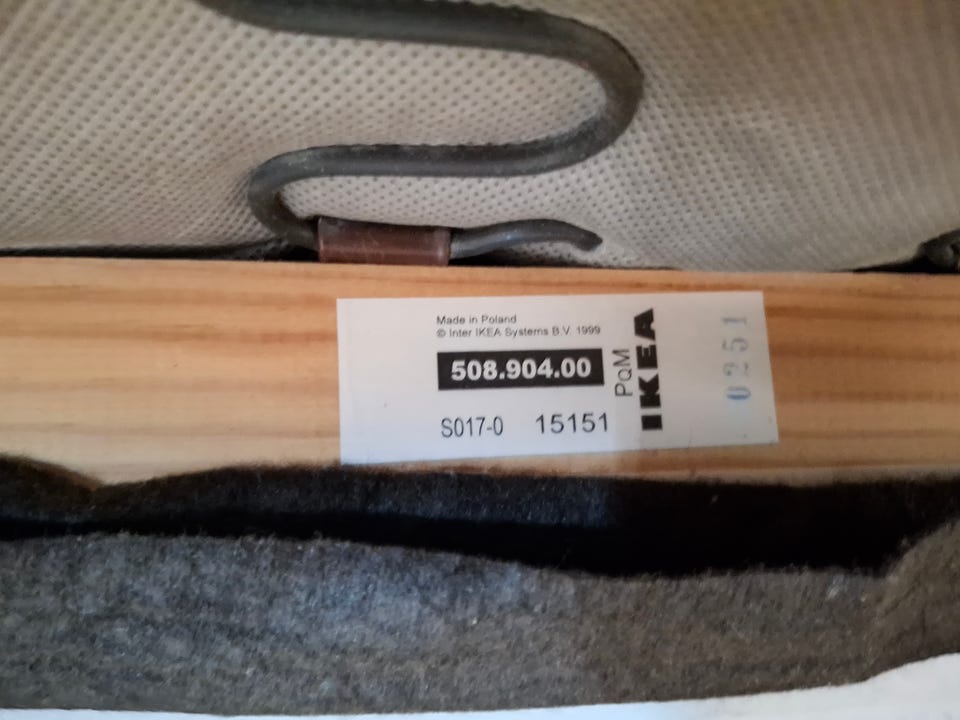 Made in Poland
© Inter IKEA Systems B.V. 1999
508.904.00
S017-0 15151
PQM
IKEA
0251